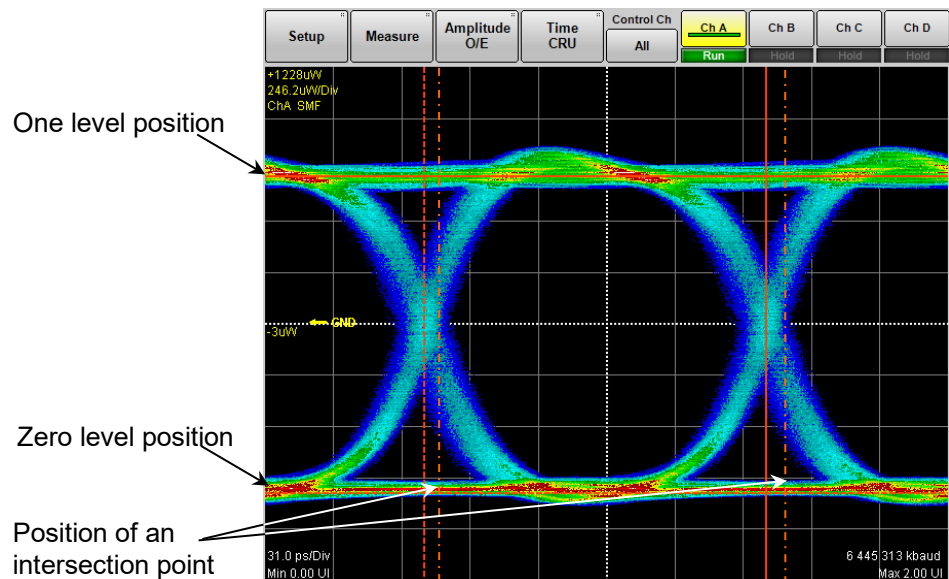 Setup
Measure
Amplitude
O/E
Time
CRU
Control Ch
All
Ch A
Run
Ch B
Hold
Ch C
Hold
Ch D
Hold
+1228uW
246.2uW/Div
ChA SMF
One level position
GND
-3uW
Zero level position
Position of an
intersection point
31.0 ps/Div
Min 0.00 UI
6 445 313 kbaud
Max 2.00 UI